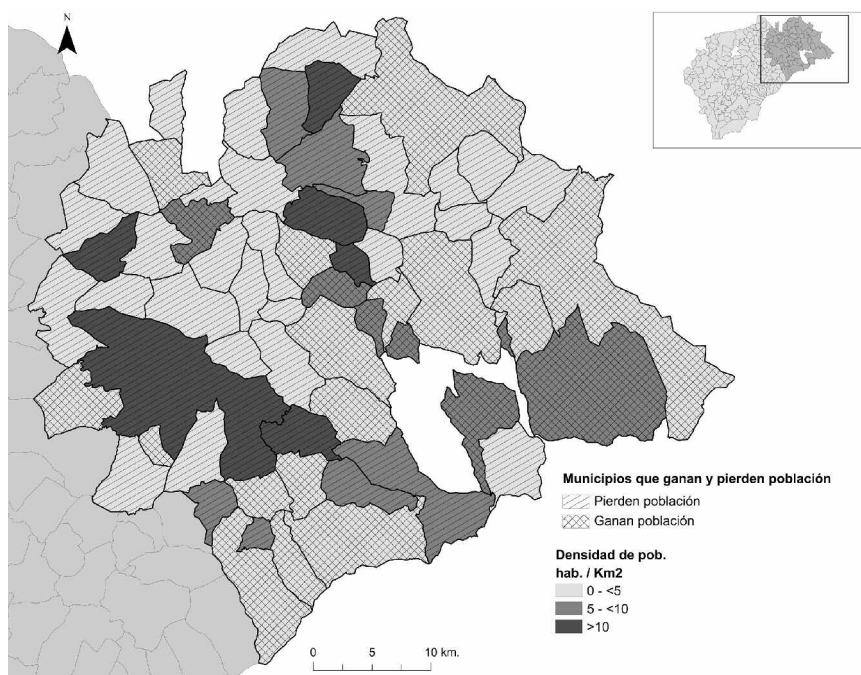 N
Municipios que ganan y pierden población
Pierden población
Ganan población
Densidad de pob.
hab. / Km2
0 - <5
5 - <10
>10
0 5 10 km.